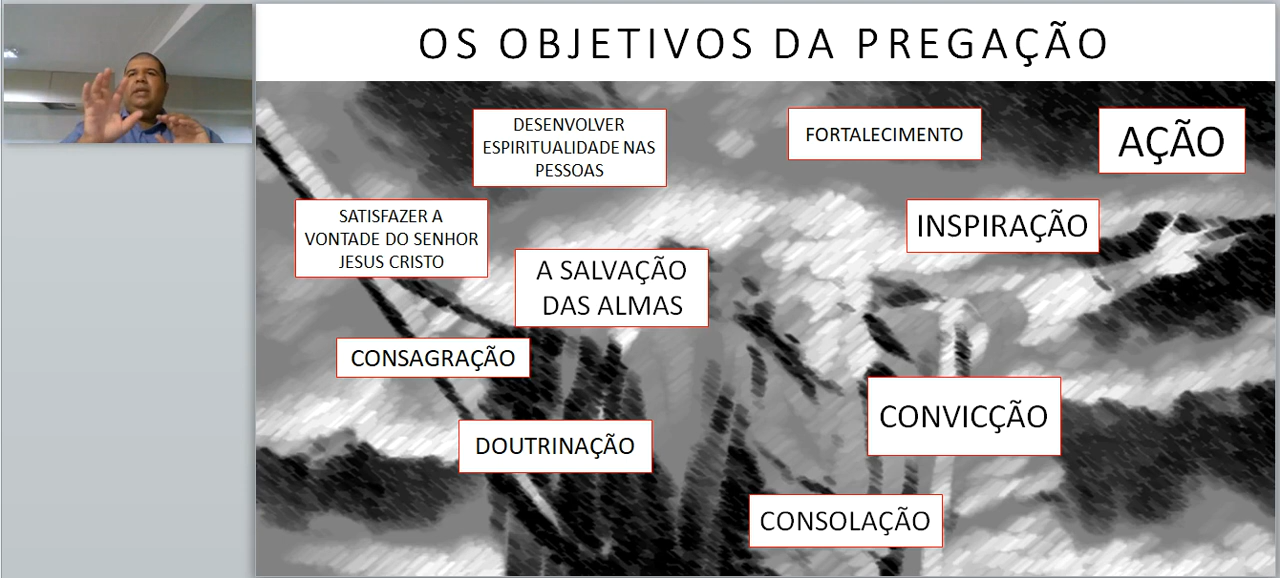 OS OBJETIVOS DA PREGAÇÃO
DESENVOLVER
ESPIRITUALIDADE NAS
PESSOAS
FORTALECIMENTO
AÇÃO
SATISFAZER A
VONTADE DO SENHOR
JESUS CRISTO
INSPIRAÇÃO
A SALVAÇÃO
DAS ALMAS
CONSAGRAÇÃO
CONVICÇÃO
DOUTRINAÇÃO
CONSOLAÇÃO